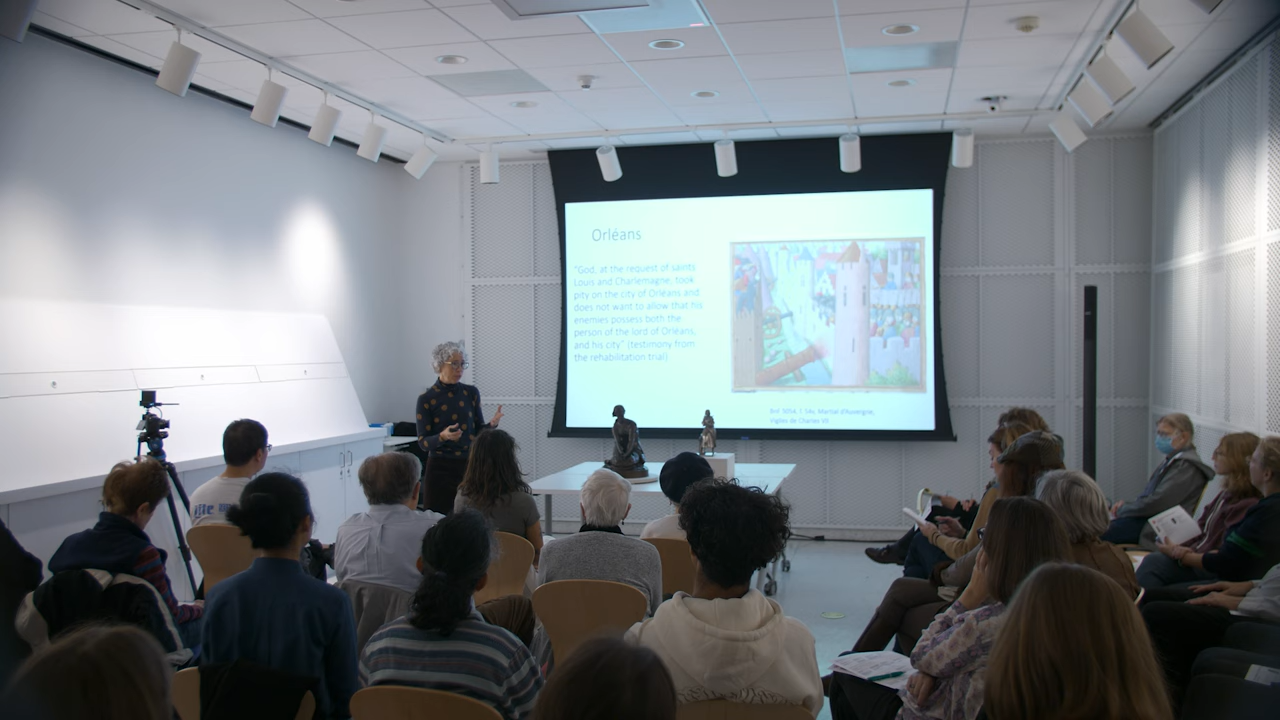 Orléans
"God, at the request of saints
Louis and Charlemagne, took
pity on the city of Orléans and
does not want to allow that his
enemies possess both the
person of the lord of Orléans,
and his city" (testimony from
the rehabilitation trial)
BnF 5054, f. Martial d'Auvergne,
Vigiles de Charles VII